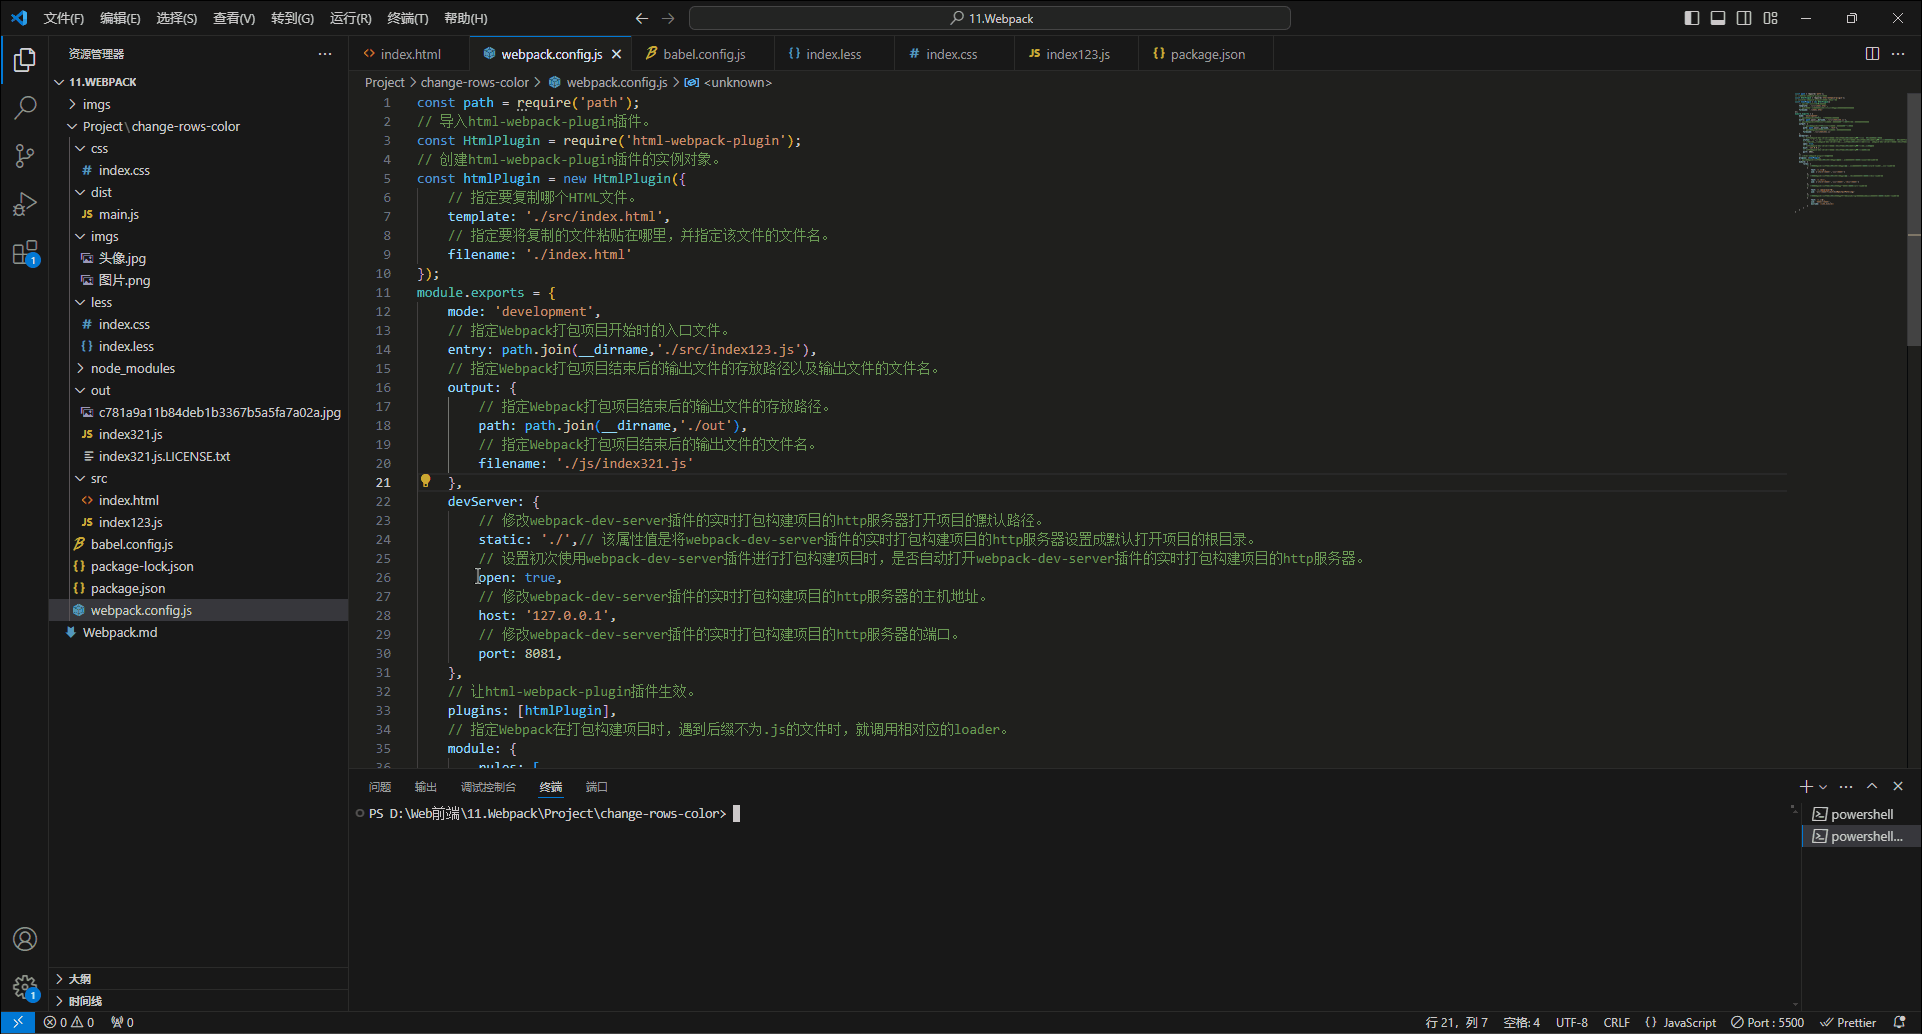 文件(F) 编辑(E) 选择(S) 查看(V) 转到(G) 运行(R) 终端(T) 帮助(H)
11.Webpack
资源管理器
11.WEBPACK
imgs
Project\change-rows-color
css
# index.css
dist
JS main.js
imgs
头像.jpg
图片.png
less
# index.css
{} index.less
node_modules
out
c781a9a11b84deb1b3367b5a5fa7a02a.jpg
JS index321.js
index321.js.LICENSE.txt
src
<> index.html
JS index123.js
babel.config.js
{} package-lock.json
{} package.json
webpack.config.js
Webpack.md
大纲
时间线
1
1
<> index.html
webpack.config.js
babel.config.js
{} index.less
# index.css
JS index123.js
{} package.json
Project > change-rows-color > webpack.config.js > <unknown>
1 const path = require('path');
2 // 导入html-webpack-plugin插件。
3 const HtmlPlugin = require('html-webpack-plugin');
4 // 创建html-webpack-plugin插件的实例对象。
5 const htmlPlugin = new HtmlPlugin({
6 // 指定要复制哪个HTML文件。
7 template: './src/index.html',
8 // 指定要将复制的文件粘贴在哪里，并指定该文件的文件名。
9 filename: './index.html'
10 });
11 module.exports = {
12 mode: 'development',
13 // 指定Webpack打包项目开始时的入口文件。
14 entry: path.join(__dirname,'./src/index123.js'),
15 // 指定Webpack打包项目结束后的输出文件的存放路径以及输出文件的文件名。
16 output: {
17 // 指定Webpack打包项目结束后的输出文件的存放路径。
18 path: path.join(__dirname,'./out'),
19 // 指定Webpack打包项目结束后的输出文件的文件名。
20 filename: './js/index321.js'
21 },
22 devServer: {
23 // 修改webpack-dev-server插件的实时打包构建项目的http服务器打开项目的默认路径。
24 static: './',// 该属性值是将webpack-dev-server插件的实时打包构建项目的http服务器设置成默认打开项目的根目录。
25 // 设置初次使用webpack-dev-server插件进行打包构建项目时，是否自动打开webpack-dev-server插件的实时打包构建项目的http服务器。
26 open: true,
27 // 修改webpack-dev-server插件的实时打包构建项目的http服务器的主机地址。
28 host: '127.0.0.1',
29 // 修改webpack-dev-server插件的实时打包构建项目的http服务器的端口。
30 port: 8081,
31 },
32 // 让html-webpack-plugin插件生效。
33 plugins: [htmlPlugin],
34 // 指定Webpack在打包构建项目时，遇到后缀不为.js的文件时，就调用相对应的loader。
35 module: {
36 rules: [
问题 输出 调试控制台 终端 端口
PS D:\Web前端\11.Webpack\Project\change-rows-color>
powershell
powershell...
0 0 0
行 21，列 7 空格: 4 UTF-8 CRLF {} JavaScript Port : 5500 Prettier